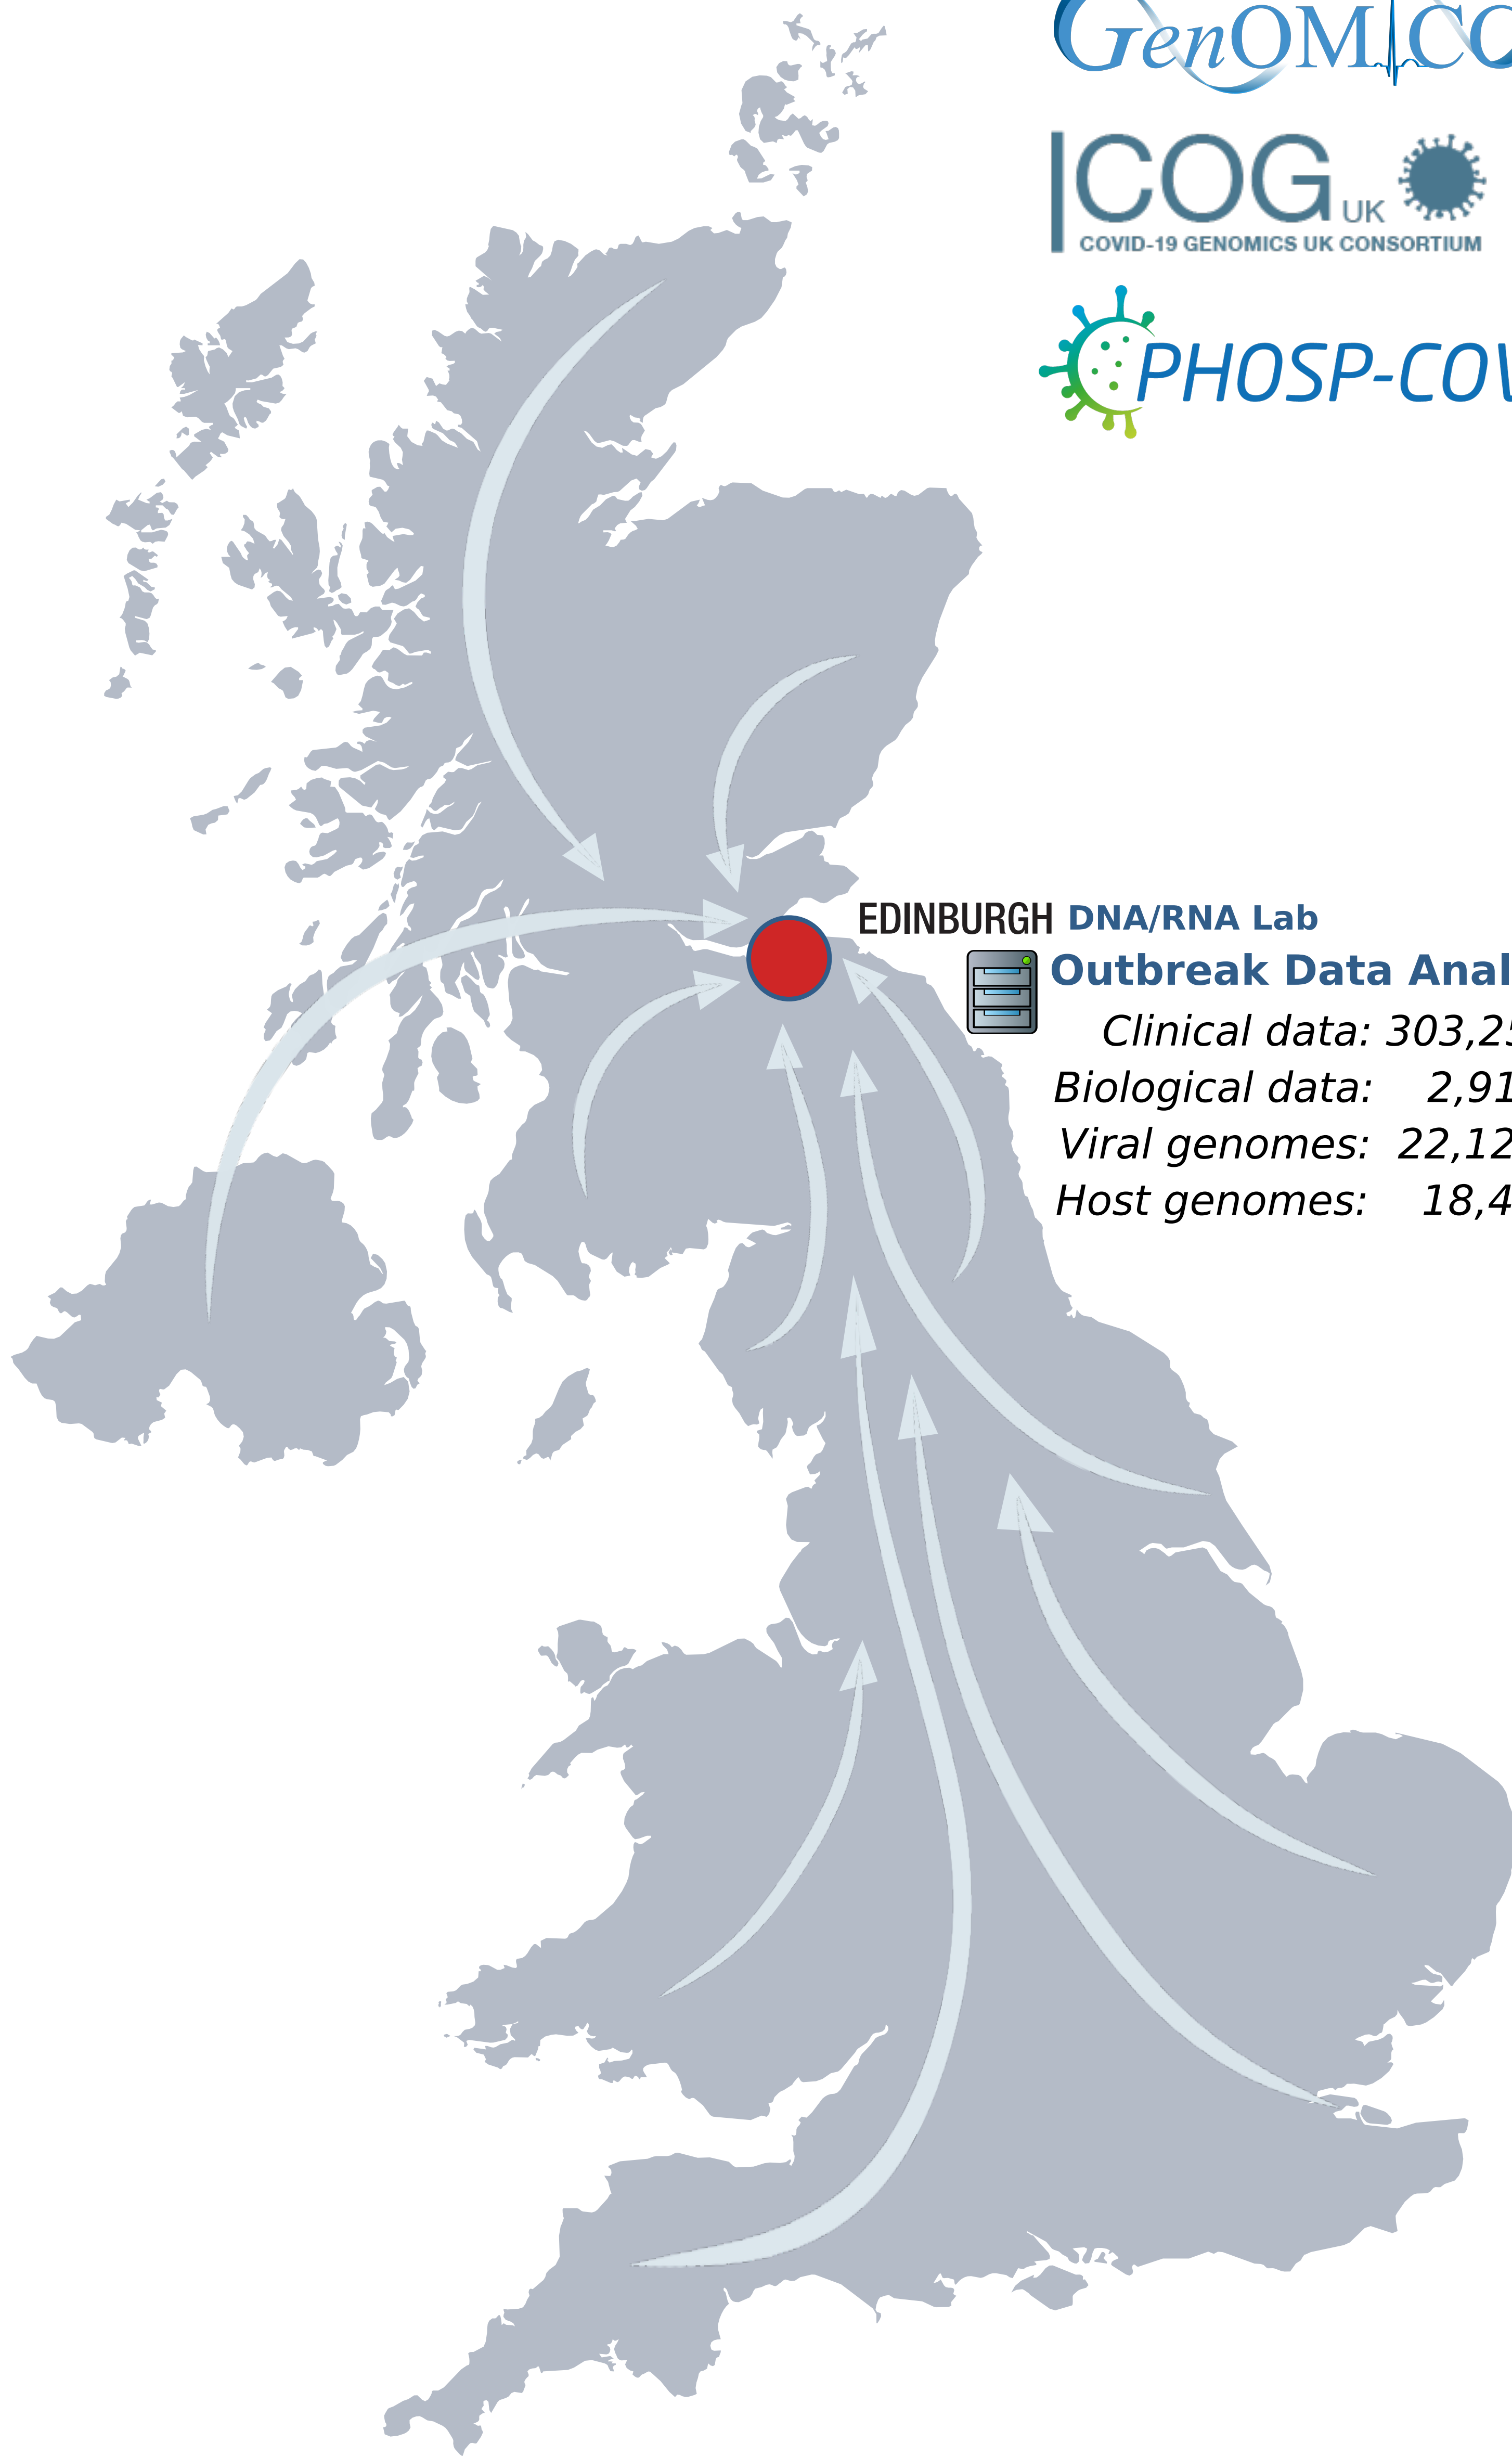 GenOMICC
COG UK
COVID-19 GENOMICS UK CONSORTIUM
PHOSP-COV
EDINBURGH DNA/RNA Lab
Outbreak Data Anal
Clinical data: 303,25
Biological data: 2,91
Viral genomes: 22,12
Host genomes: 18,4